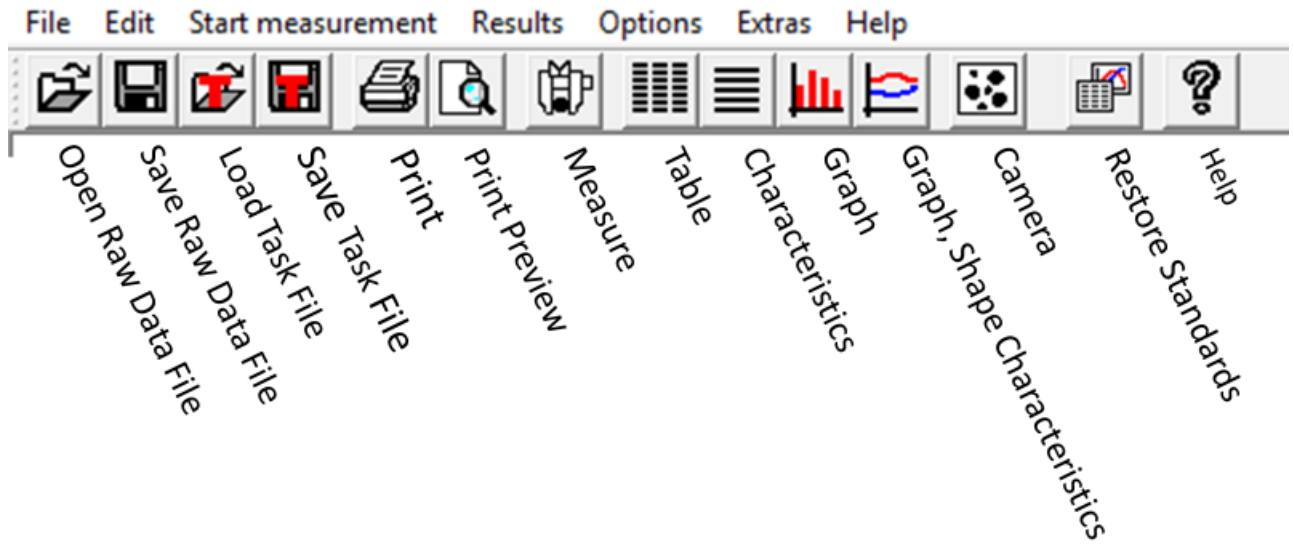 File Edit Start measurement Results Options Extras Help
T T
Open Raw Data File
Save Raw Data File
Load Task File
Save Task File
Print
Print Preview
Measure
Table
Characteristics
Graph
Graph, Shape Characteristics
Camera
Restore Standards
Help